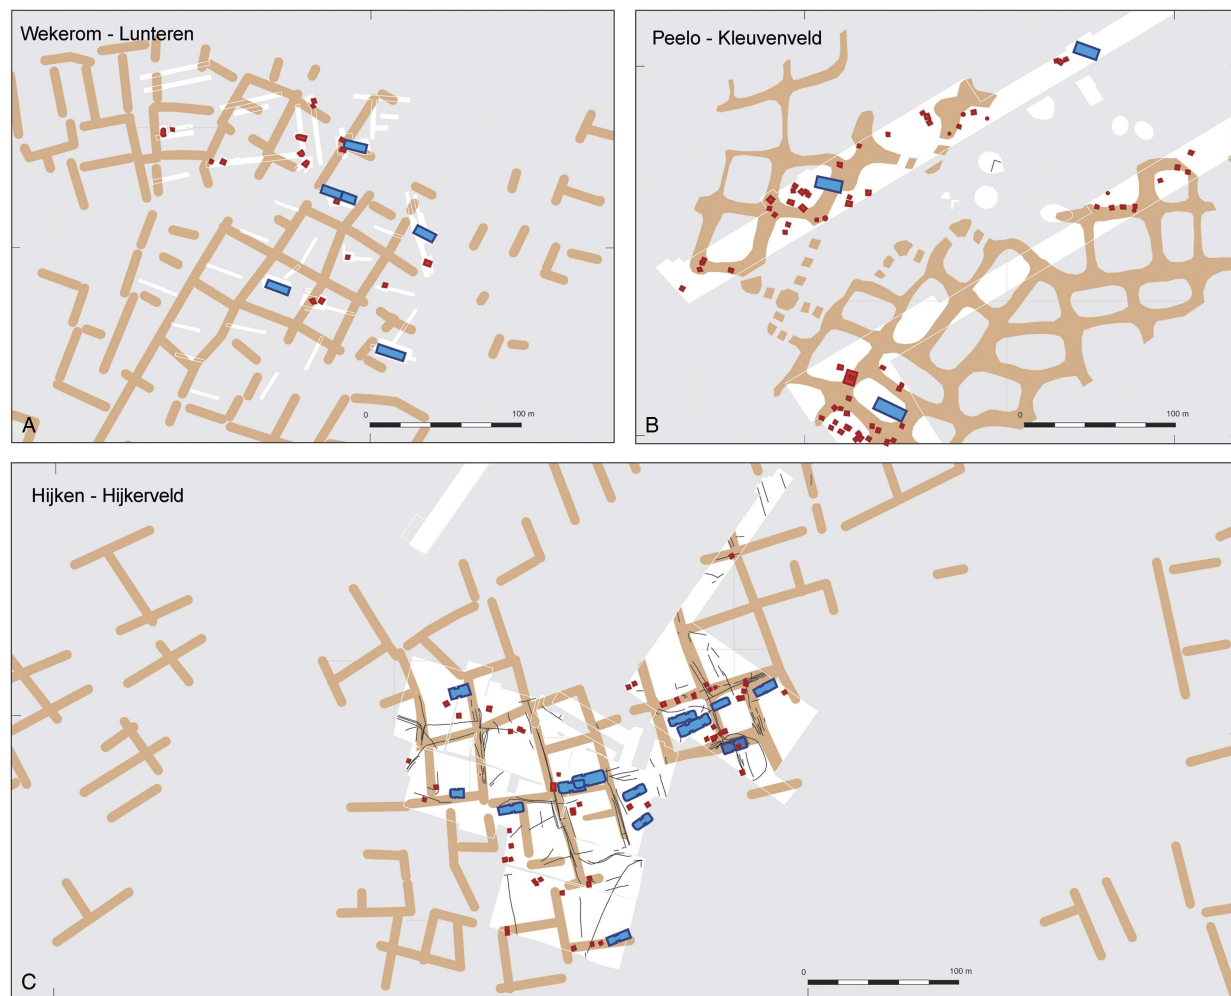 Wekerom - Lunteren
0
100 m
A
Peelo - Kleuvenveld
0
100 m
B
Hijken - Hijkerveld
0
100 m
C